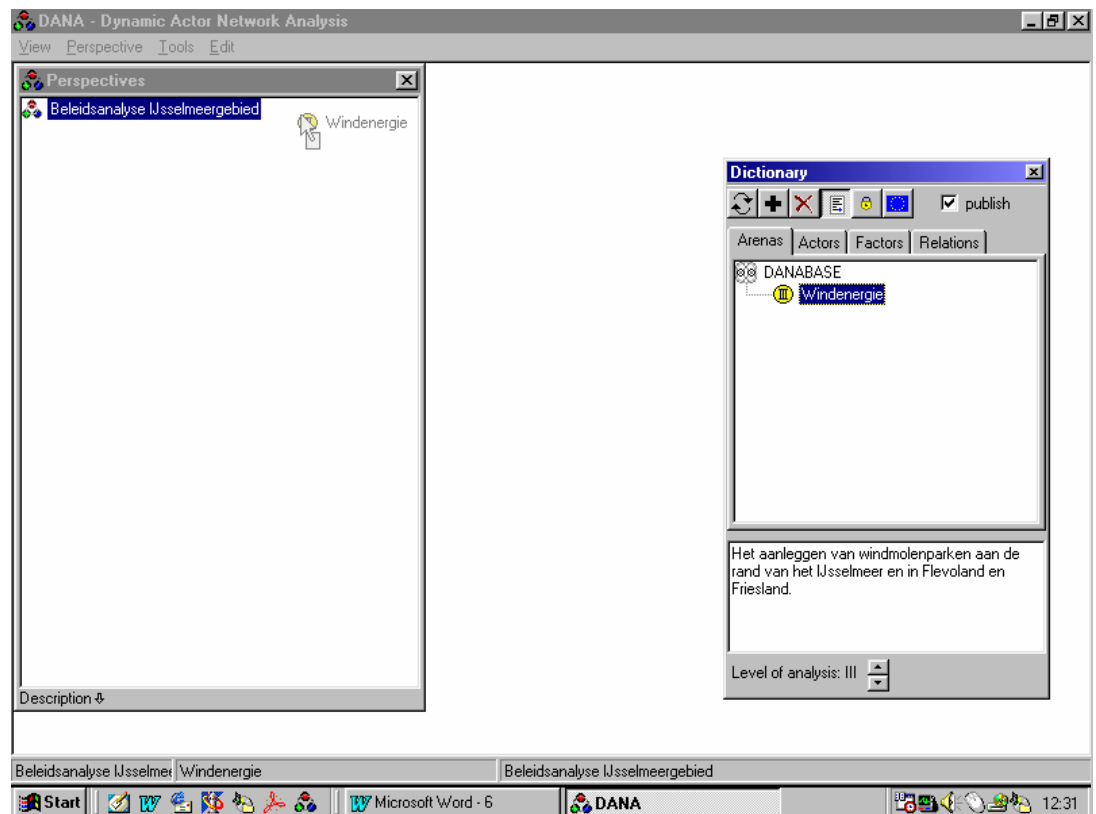 DANA - Dynamic Actor Network Analysis
View Perspective Tools Edit
Perspectives
Beleidsanalyse IJsselmeergebied
Windenergie
Description
Dictionary
publish
Arenas Actors Factors Relations
DANABASE
III Windenergie
Het aanleggen van windmolenparken aan de
rand van het IJsselmeer en in Flevoland en
Friesland.
Level of analysis: III
Beleidsanalyse IJsselme Windenergie Beleidsanalyse IJsselmeergebied
Start Microsoft Word - 6 DANA 12:31